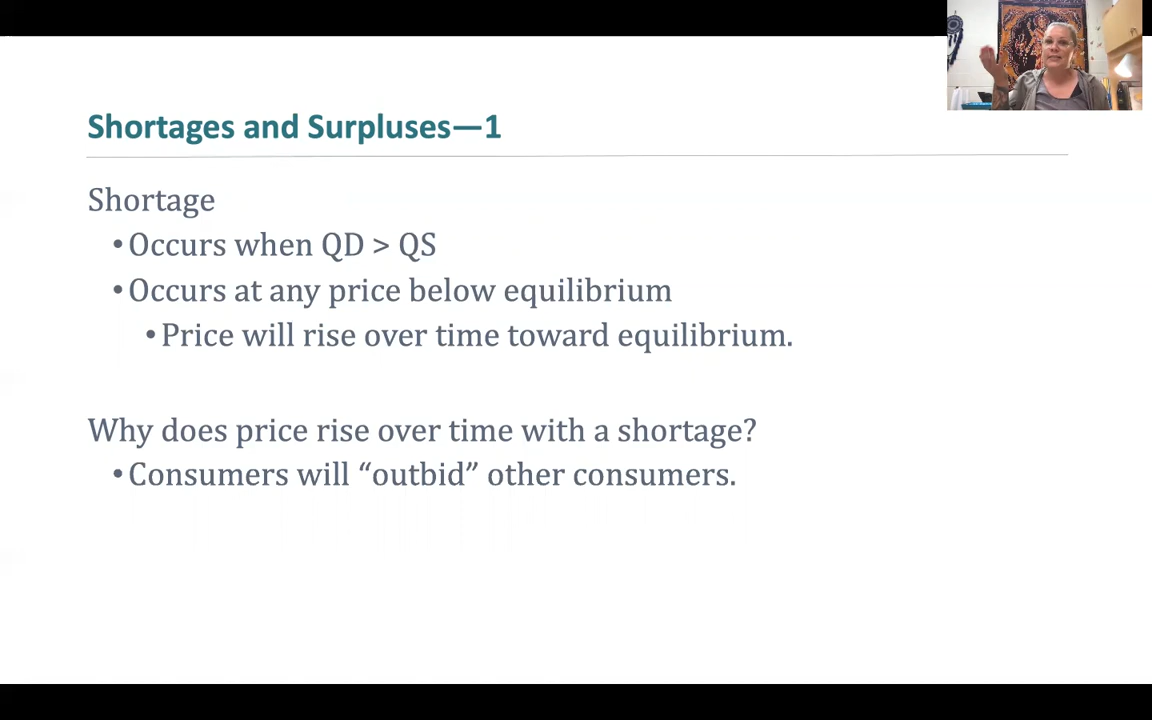 Shortages and Surpluses—1
Shortage
•Occurs when QD > QS
•Occurs at any price below equilibrium
•Price will rise over time toward equilibrium.
Why does price rise over time with a shortage?
•Consumers will “outbid” other consumers.